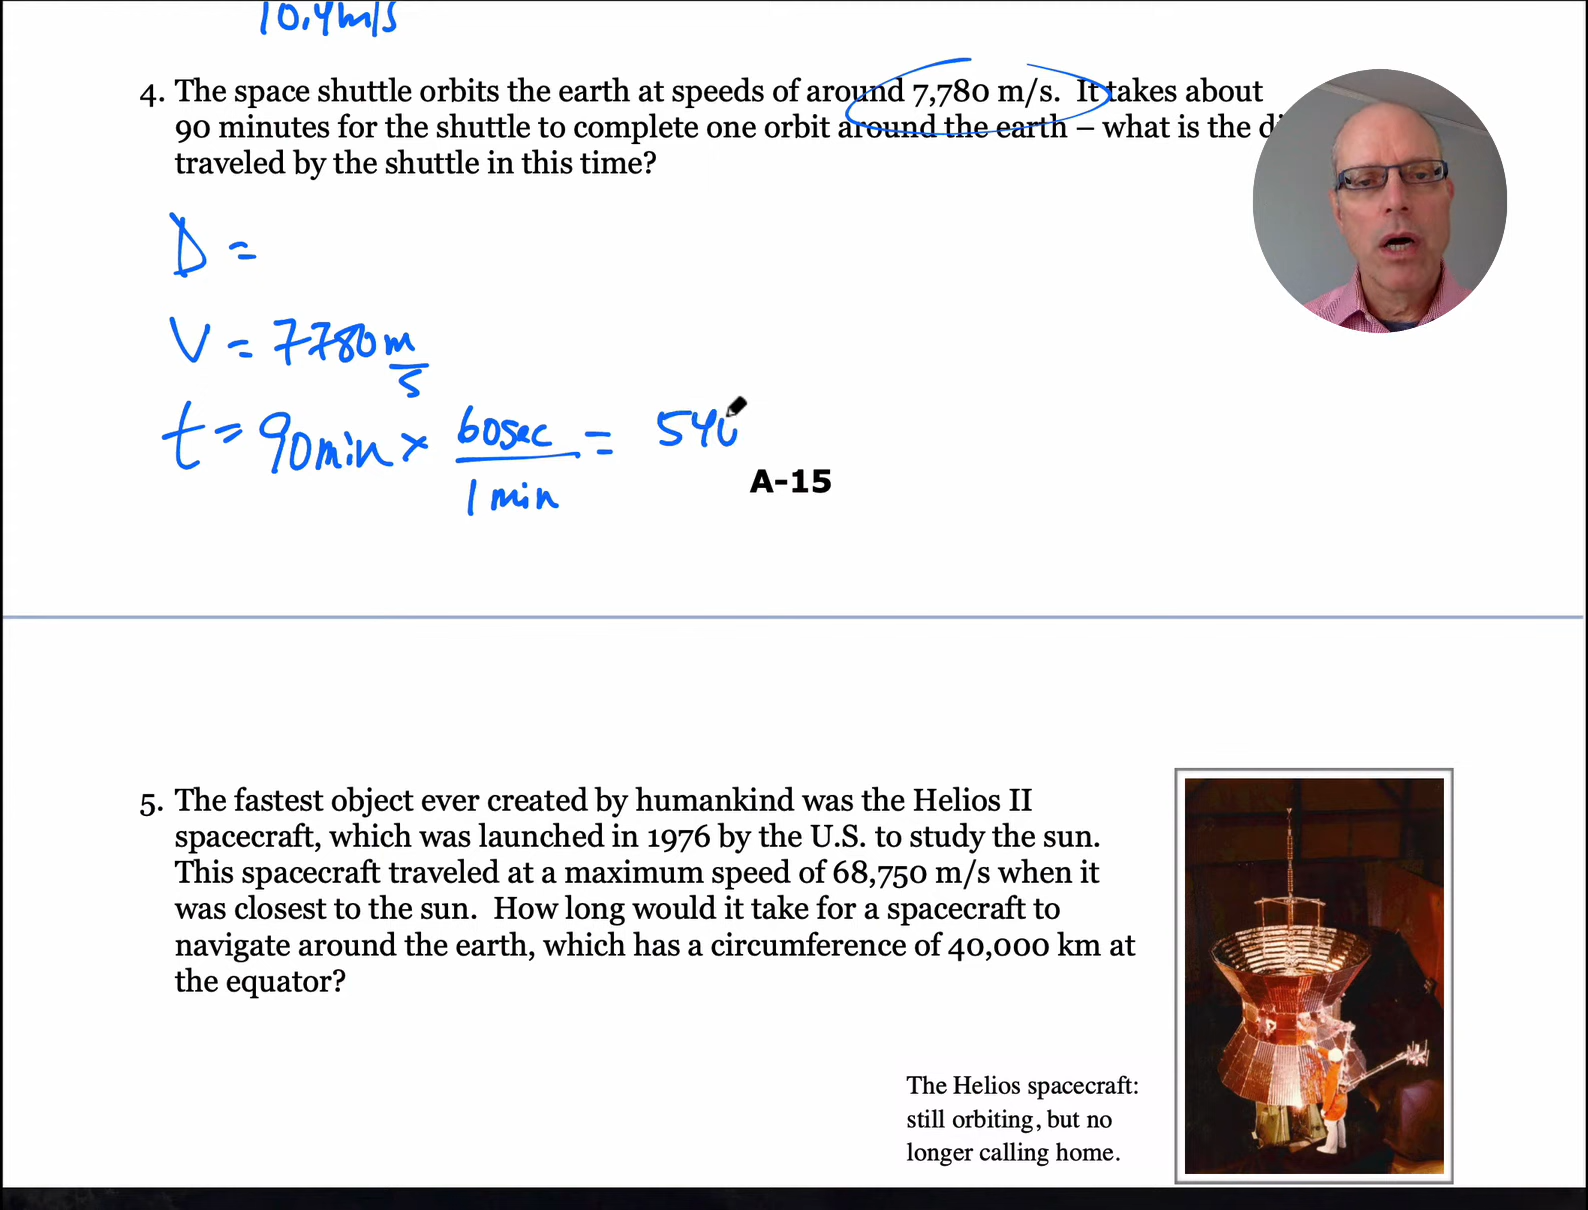 10.4m/s
4. The space shuttle orbits the earth at speeds of around 7,780 m/s. It takes about
90 minutes for the shuttle to complete one orbit around the earth – what is the
traveled by the shuttle in this time?
D =
V = 7780 m/s
t = 90min × 60sec/1 min = 540
A-15
5. The fastest object ever created by humankind was the Helios II
spacecraft, which was launched in 1976 by the U.S. to study the sun.
This spacecraft traveled at a maximum speed of 68,750 m/s when it
was closest to the sun. How long would it take for a spacecraft to
navigate around the earth, which has a circumference of 40,000 km at
the equator?
The Helios spacecraft:
still orbiting, but no
longer calling home.